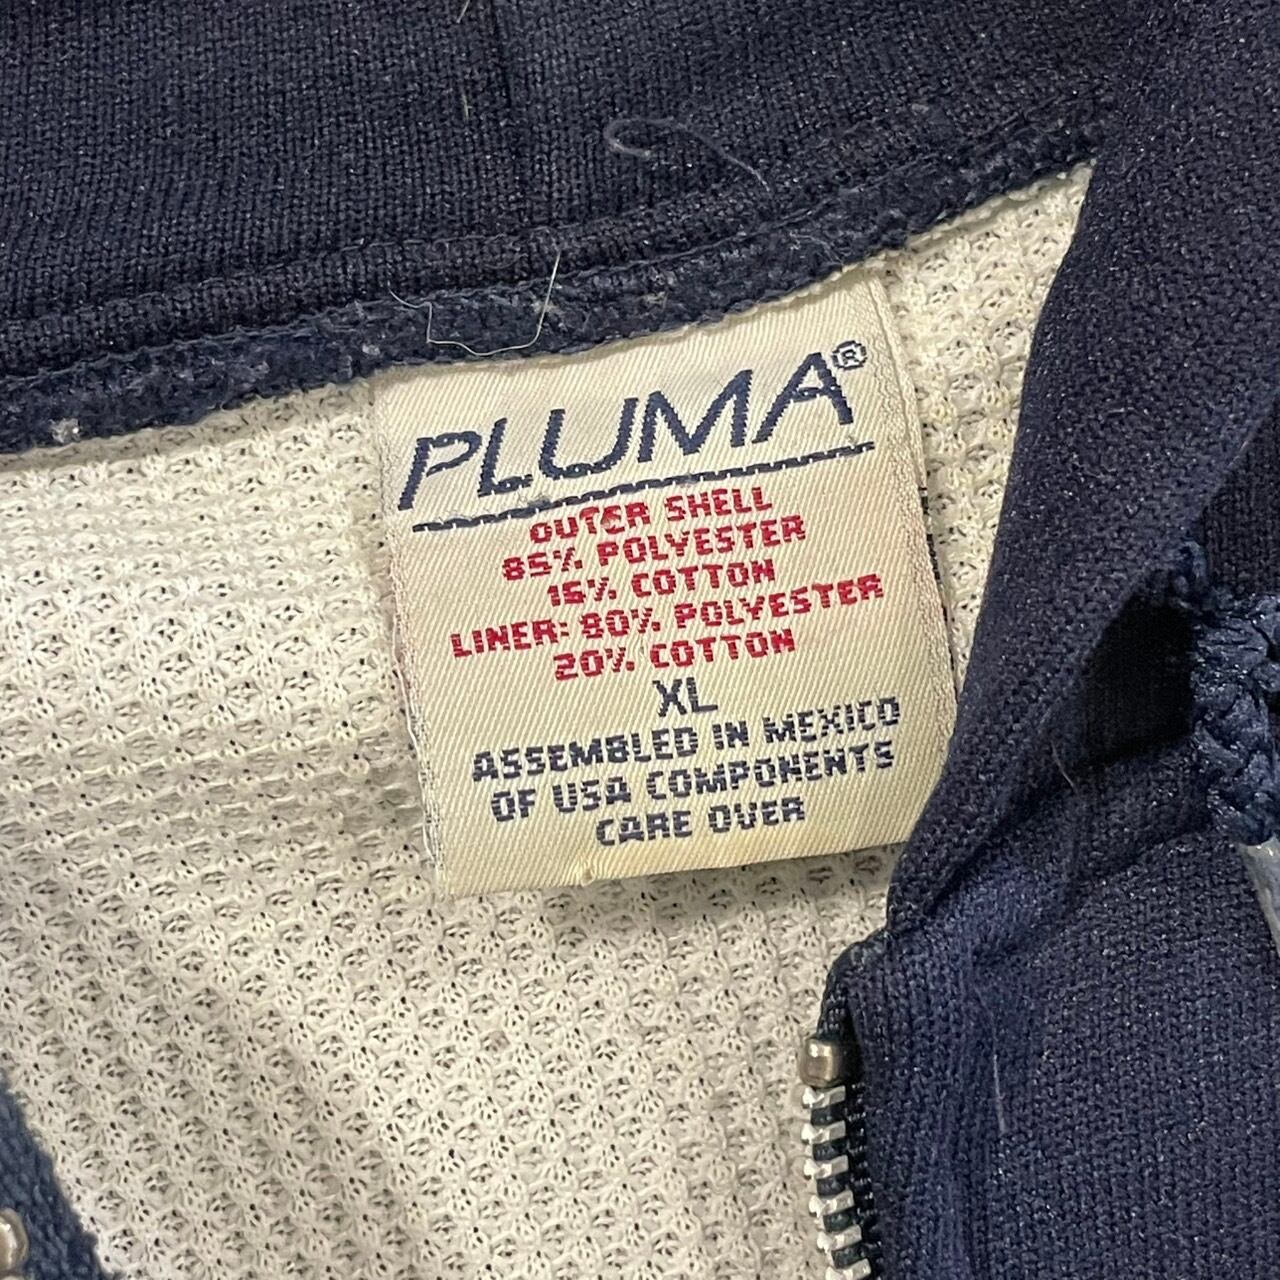 PLUMA®
OUTER SHELL
85% POLYESTER
15% COTTON
LINER: 80% POLYESTER
20% COTTON
XL
ASSEMBLED IN MEXICO
OF USA COMPONENTS
CARE OVER